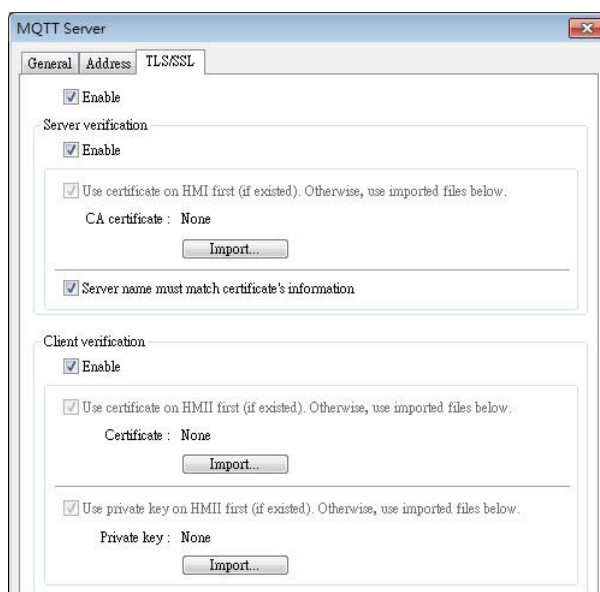 MQTT Server
General Address TLS/SSL
Enable
Server verification
Enable
Use certificate on HMI first (if existed). Otherwise, use imported files below.
CA certificate : None
Import...
Server name must match certificate's information
Client verification
Enable
Use certificate on HMII first (if existed). Otherwise, use imported files below.
Certificate : None
Import...
Use private key on HMII first (if existed). Otherwise, use imported files below.
Private key : None
Import...